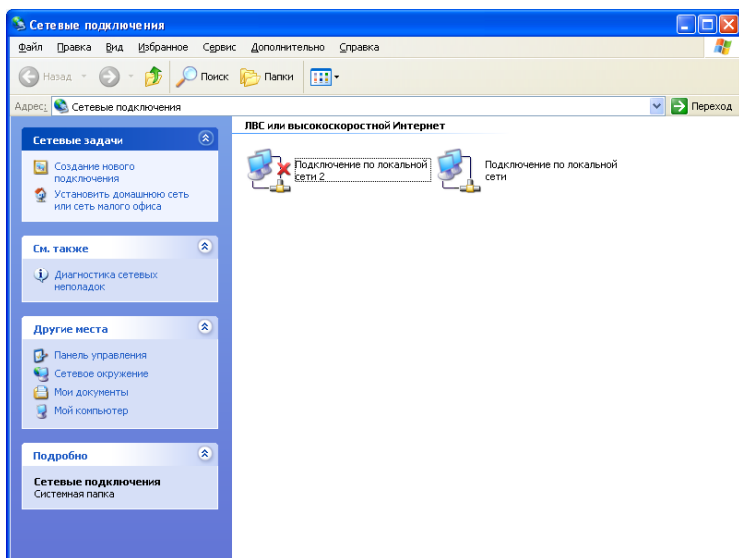 Сетевые подключения
Файл Правка Вид Избранное Сервис Дополнительно Справка
Назад Поиск Папки
Адрес: Сетевые подключения Переход
Сетевые задачи
Создание нового
подключения
Установить домашнюю сеть
или сеть малого офиса
См. также
Диагностика сетевых
неполадок
Другие места
Панель управления
Сетевое окружение
Мои документы
Мой компьютер
Подробно
Сетевые подключения
Системная папка
ЛВС или высокоскоростной Интернет
Подключение по локальной
сети 2
Подключение по локальной
сети